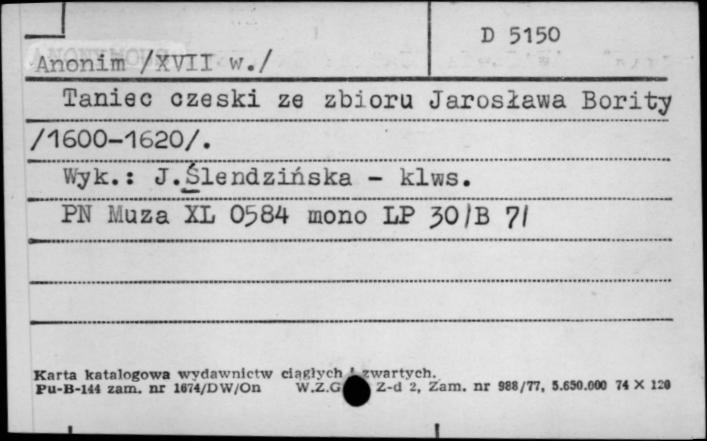 D 5150
Anonim /XVII w./
Taniec czeski ze zbioru Jarosława Bority
/1600-1620/.
Wyk.: J.Ślendzińska - klws.
PN Muza XL 0584 mono LP 30/B 7/
Karta katalogowa wydawnictw ciągłych i zwartych.
Pu-B-144 zam. nr 1674/DW/On W.Z.G. Z-d 2, Zam. nr 988/77, 5.650.000 74 X 120